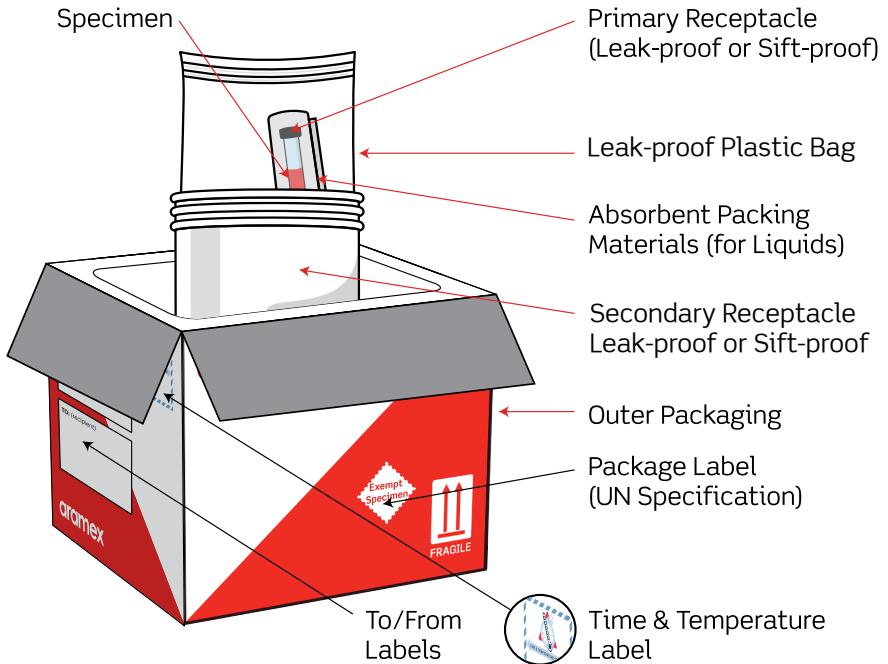 Specimen
Primary Receptacle
(Leak-proof or Sift-proof)
Leak-proof Plastic Bag
Absorbent Packing
Materials (for Liquids)
Secondary Receptacle
Leak-proof or Sift-proof
Outer Packaging
Package Label
(UN Specification)
TO: (recipient)
Exempt
Specimen
aramex
FRAGILE
To/From
Labels
Time & Temperature
Label